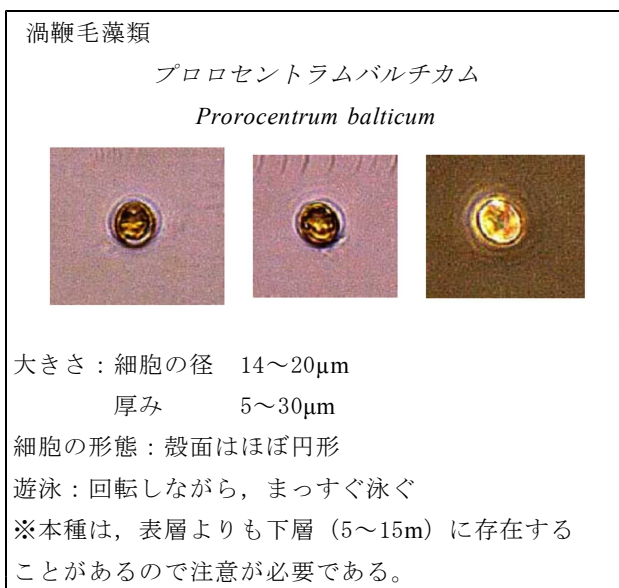 渦鞭毛藻類
プロロセントラムバルチカム
Prorocentrum balticum
大きさ：細胞の径　14～20μm
厚み　5～30μm
細胞の形態：殻面はほぼ円形
遊泳：回転しながら，まっすぐ泳ぐ
※本種は，表層よりも下層（5～15m）に存在する
ことがあるので注意が必要である。